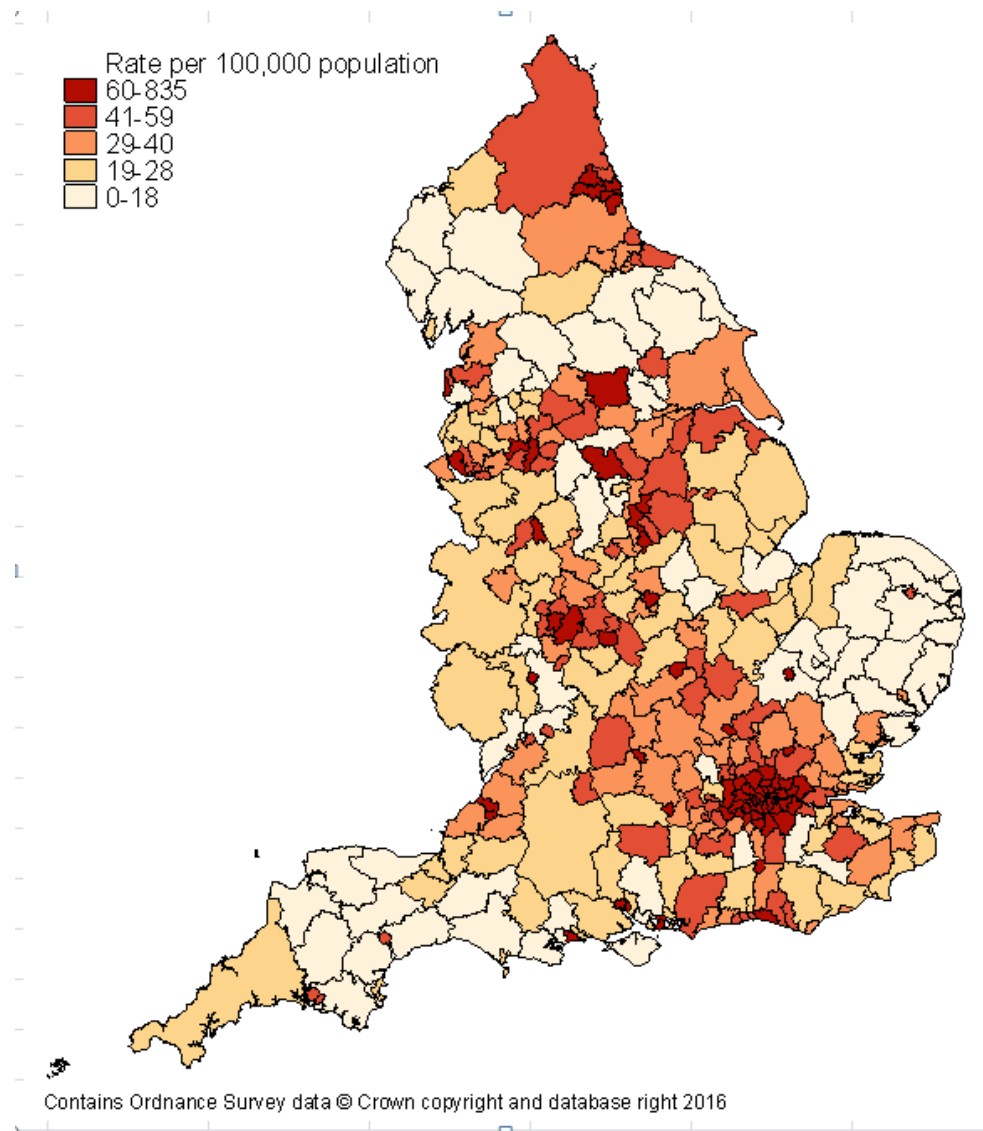 Rate per 100,000 population
60-835
41-59
29-40
19-28
0-18
Contains Ordnance Survey data © Crown copyright and database right 2016